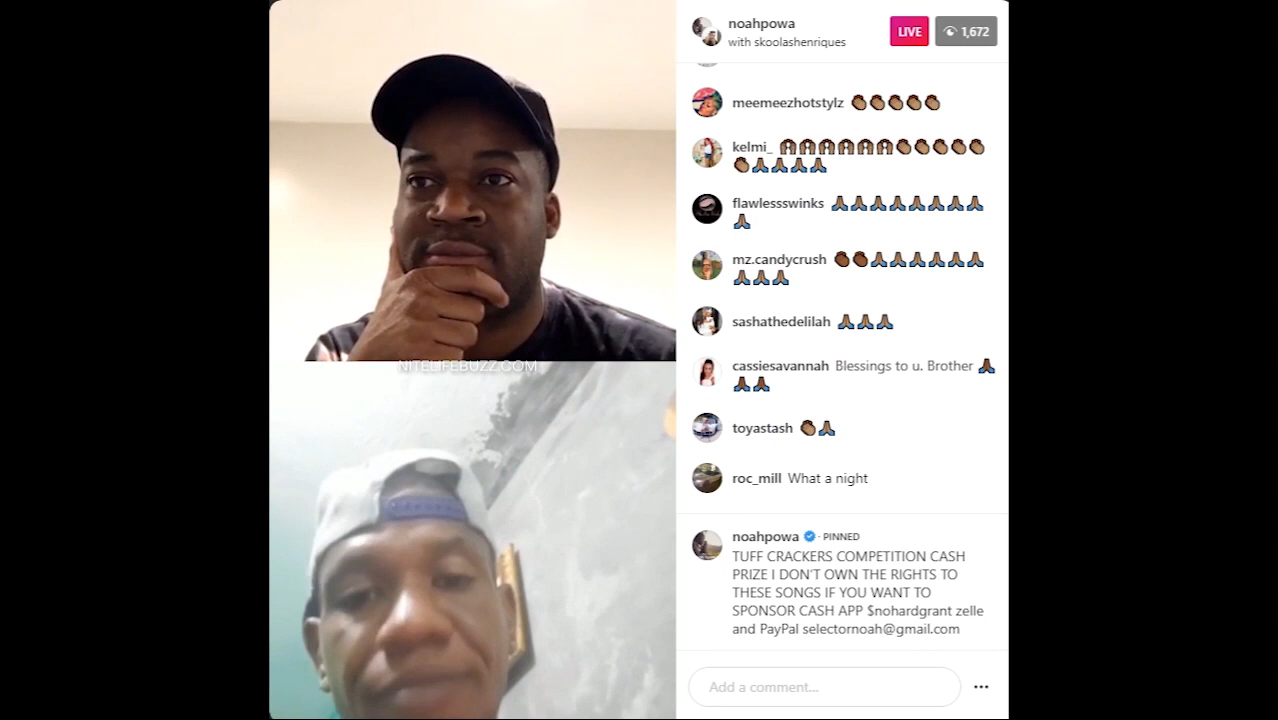 noahpowa
with skoolashenriques
LIVE
1,672
meemeezhotstylz 👏🏽👏🏽👏🏽👏🏽👏🏽
kelmi_ 🙌🏾🙌🏾🙌🏾🙌🏾🙌🏾🙌🏾👏🏽👏🏽👏🏽👏🏽👏🏽
👏🏽🙏🏽🙏🏽🙏🏽🙏🏽
flawlessswinks 🙏🏽🙏🏽🙏🏽🙏🏽🙏🏽🙏🏽🙏🏽🙏🏽
🙏🏽
mz.candycrush 👏🏾👏🏾🙏🏽🙏🏽🙏🏽🙏🏽🙏🏽🙏🏽
🙏🏽🙏🏽🙏🏽
sashathedelilah 🙏🏽🙏🏽🙏🏽
cassiesavannah Blessings to u. Brother 🙏🏾
🙏🏾🙏🏾
toyastash 👏🏽🙏🏽
roc_mill What a night
noahpowa · PINNED
TUFF CRACKERS COMPETITION CASH
PRIZE I DON'T OWN THE RIGHTS TO
THESE SONGS IF YOU WANT TO
SPONSOR CASH APP $nohardgrant zelle
and PayPal selectornoah@gmail.com
Add a comment...
NITELIFEBUZZ.COM